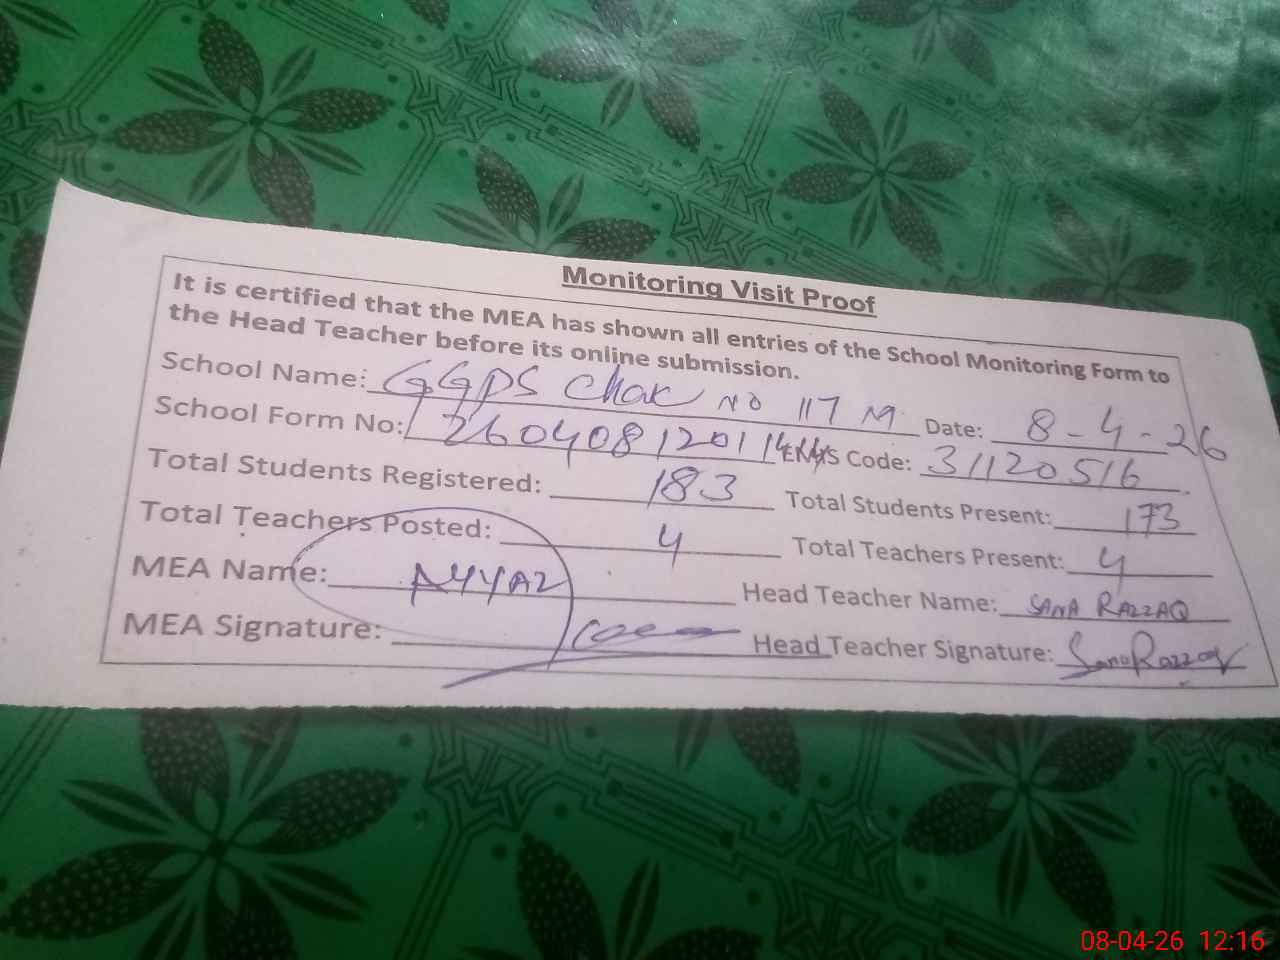 Monitoring Visit Proof
It is certified that the MEA has shown all entries of the School Monitoring Form to
the Head Teacher before its online submission.
School Name: GGPS Chak No 117 M Date: 8-4-26
School Form No: EMIS Code: 31120516
Total Students Registered: 183 Total Students Present: 173
Total Teachers Posted: 4 Total Teachers Present: 4
MEA Name: AYYAZ Head Teacher Name: SANA RAZZAQ
MEA Signature: Head Teacher Signature: Sana Razzaq
08-04-26 12:16